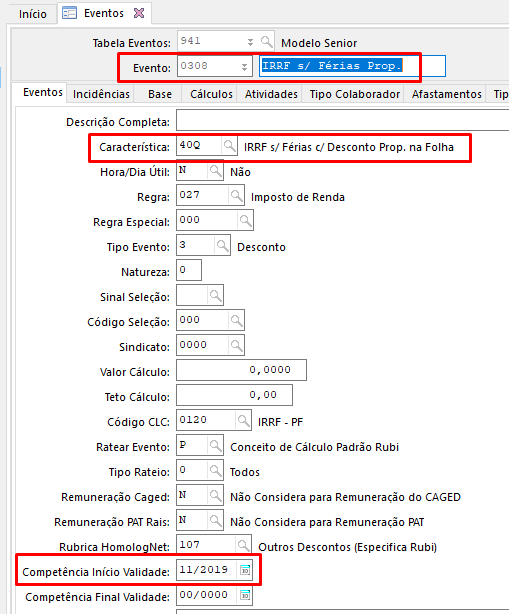 Início Eventos
Tabela Eventos: 941 Modelo Senior
Evento: 0308 IRRF s/ Férias Prop.
Eventos Incidências Base Cálculos Atividades Tipo Colaborador Afastamentos Tip
Descrição Completa:
Característica: 40Q IRRF s/ Férias c/ Desconto Prop. na Folha
Hora/Dia Útil: N Não
Regra: 027 Imposto de Renda
Regra Especial: 000
Tipo Evento: 3 Desconto
Natureza: 0
Sinal Seleção:
Código Seleção: 000
Sindicato: 0000
Valor Cálculo: 0,0000
Teto Cálculo: 0,00
Código CLC: 0120 IRRF - PF
Ratear Evento: P Conceito de Cálculo Padrão Rubi
Tipo Rateio: 0 Todos
Remuneração Caged: N Não Considera para Remuneração do CAGED
Remuneração PAT Rais: N Não Considera para Remuneração PAT
Rubrica HomologNet: 107 Outros Descontos (Especifica Rubi)
Competência Início Validade: 11/2019
Competência Final Validade: 00/0000